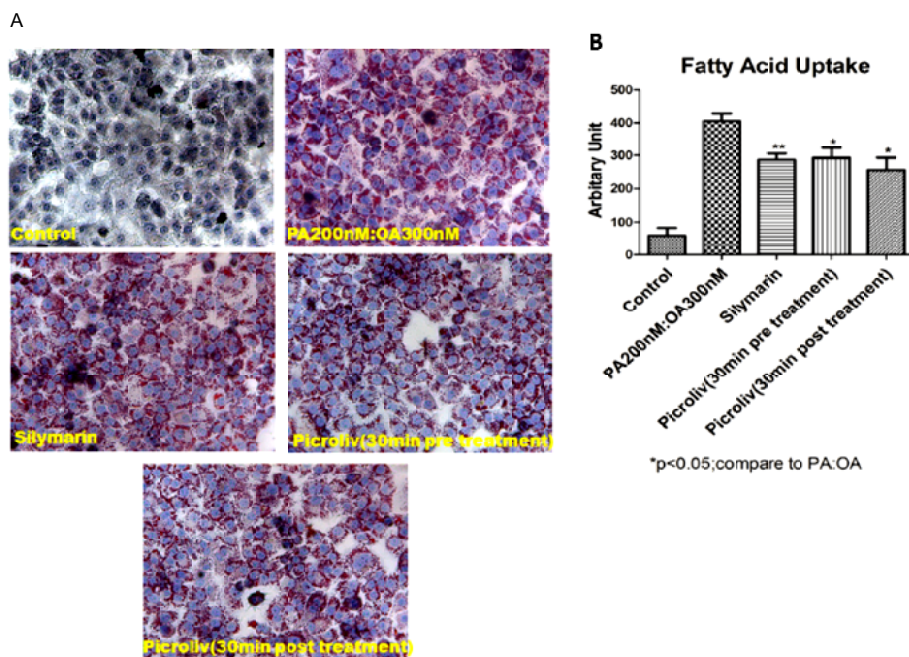 A
Control
PA200nM:OA300nM
Silymarin
Picroliv(30min pre treatment)
Picroliv(30min post treatment)
B
Fatty Acid Uptake
Arbitary Unit
500
400
300
200
100
0
**
*
*
Control
PA200nM:OA300nM
Silymarin
Picroliv(30min pre treatment)
Picroliv(30min post treatment)
*p<0.05;compare to PA:OA